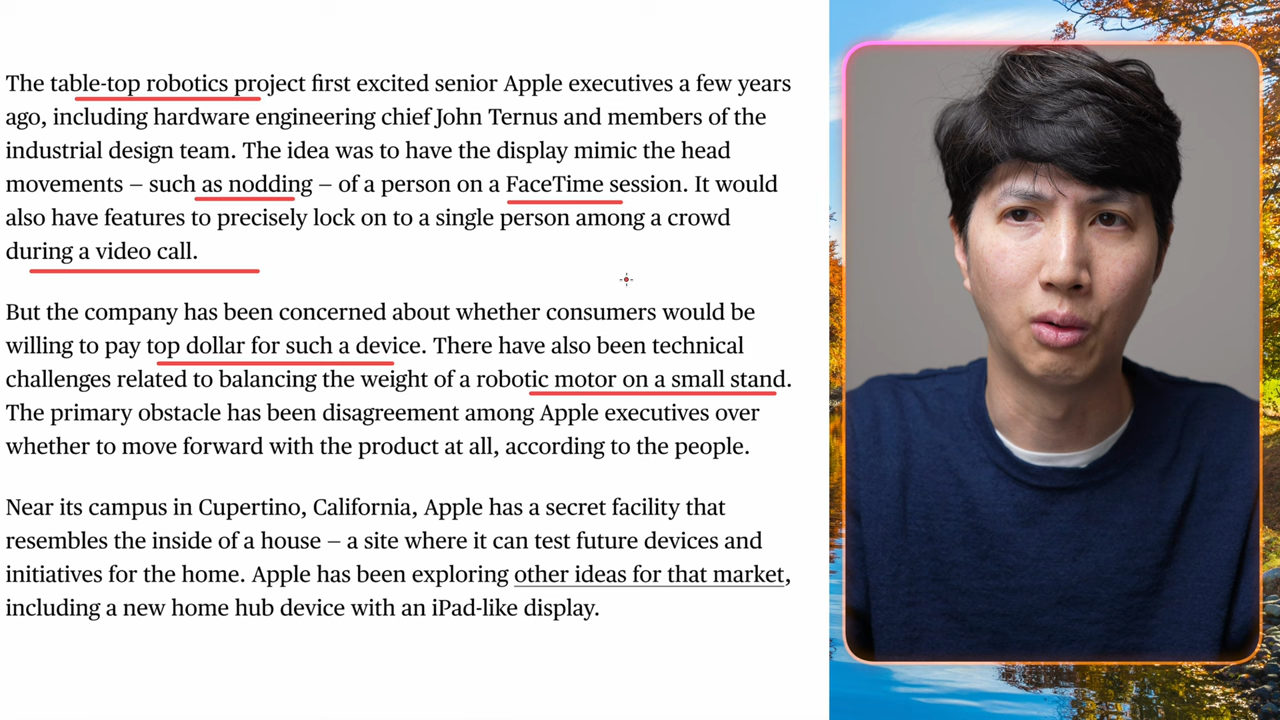 The table-top robotics project first excited senior Apple executives a few years
ago, including hardware engineering chief John Ternus and members of the
industrial design team. The idea was to have the display mimic the head
movements – such as nodding – of a person on a FaceTime session. It would
also have features to precisely lock on to a single person among a crowd
during a video call.
But the company has been concerned about whether consumers would be
willing to pay top dollar for such a device. There have also been technical
challenges related to balancing the weight of a robotic motor on a small stand.
The primary obstacle has been disagreement among Apple executives over
whether to move forward with the product at all, according to the people.
Near its campus in Cupertino, California, Apple has a secret facility that
resembles the inside of a house – a site where it can test future devices and
initiatives for the home. Apple has been exploring other ideas for that market,
including a new home hub device with an iPad-like display.